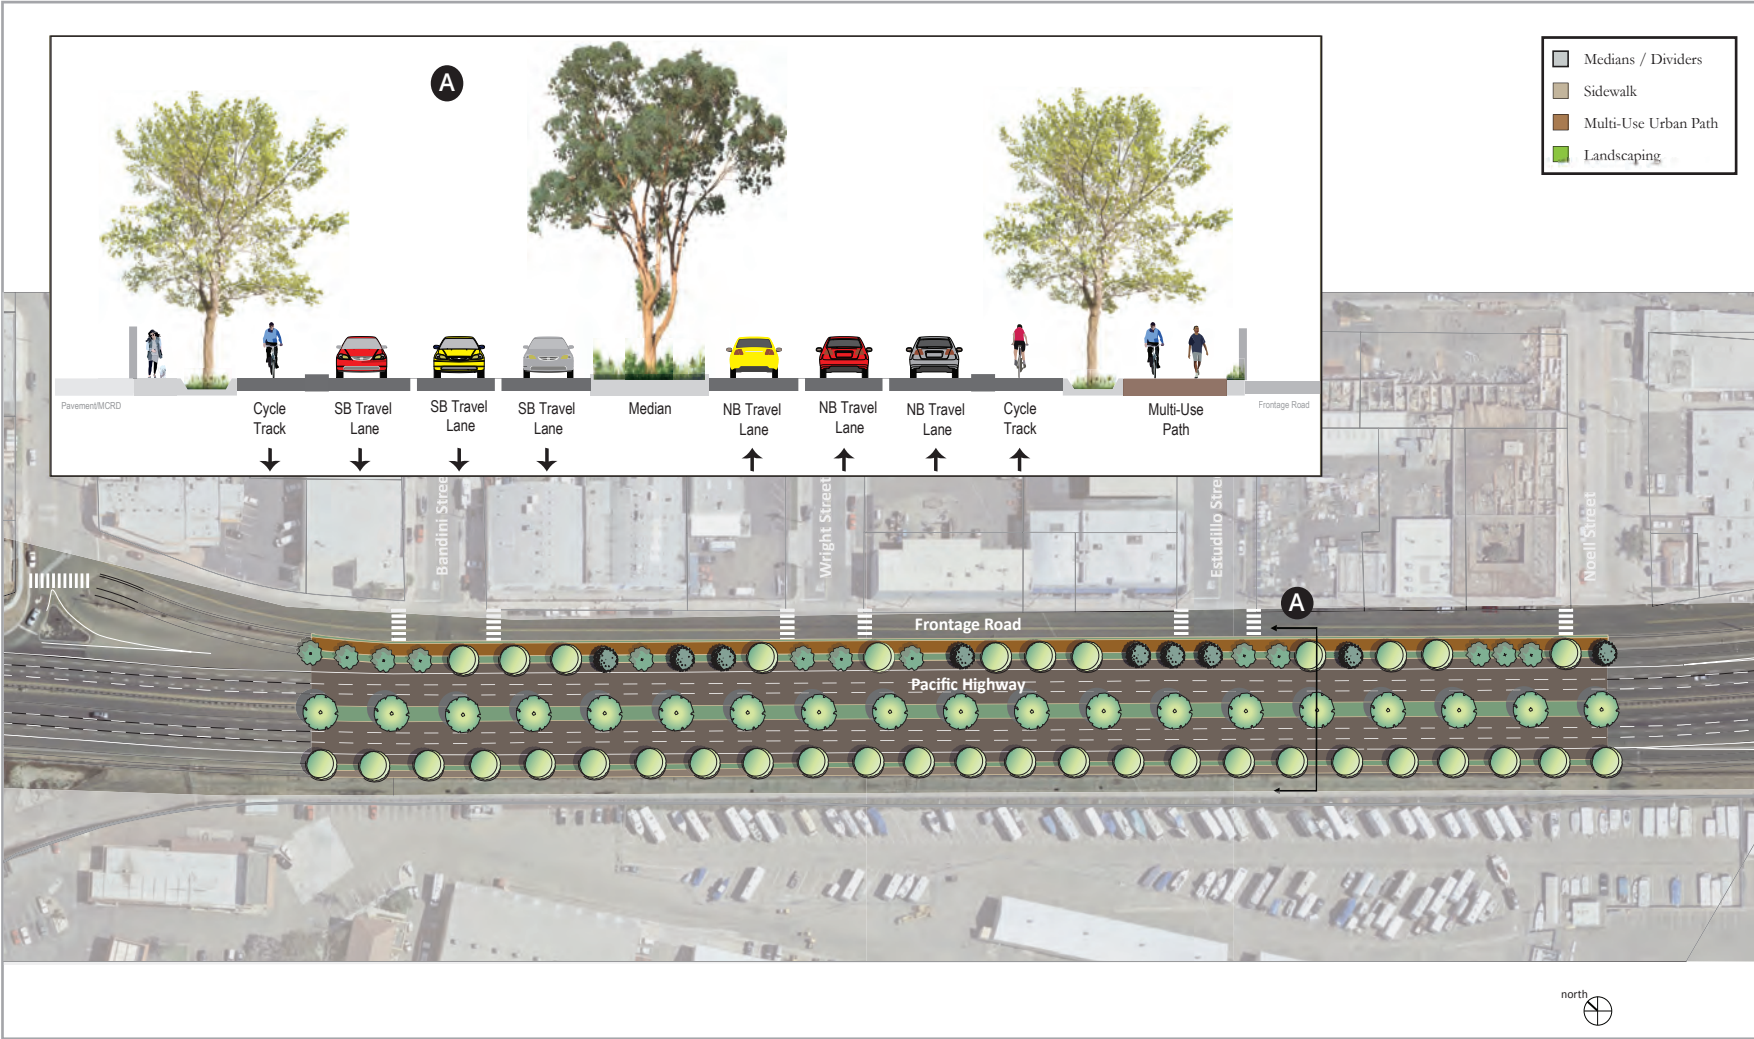 A
Medians / Dividers
Sidewalk
Multi-Use Urban Path
Landscaping
Pavement/MCRD
Cycle
Track
SB Travel
Lane
SB Travel
Lane
SB Travel
Lane
Median
NB Travel
Lane
NB Travel
Lane
NB Travel
Lane
Cycle
Track
Multi-Use
Path
Frontage Road
Bandini Stree
Wright Street
Estudillo Stre
Noell Street
A
Frontage Road
Pacific Highway
north